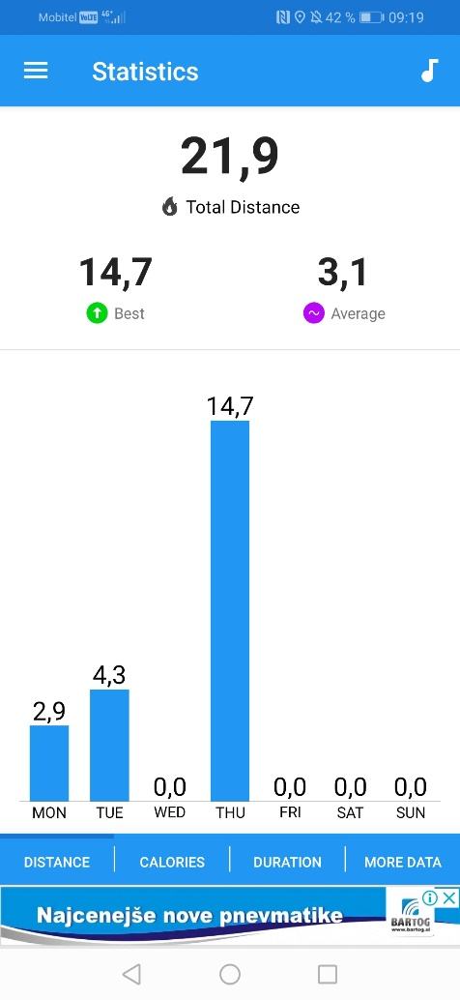 Mobitel VoLTE 4G+ 42 % 09:19
Statistics
21,9
Total Distance
14,7 3,1
Best Average
14,7
4,3
2,9
0,0 0,0 0,0 0,0
MON TUE WED THU FRI SAT SUN
DISTANCE CALORIES DURATION MORE DATA
Najcenejše nove pnevmatike
BARTOG
www.bartog.si